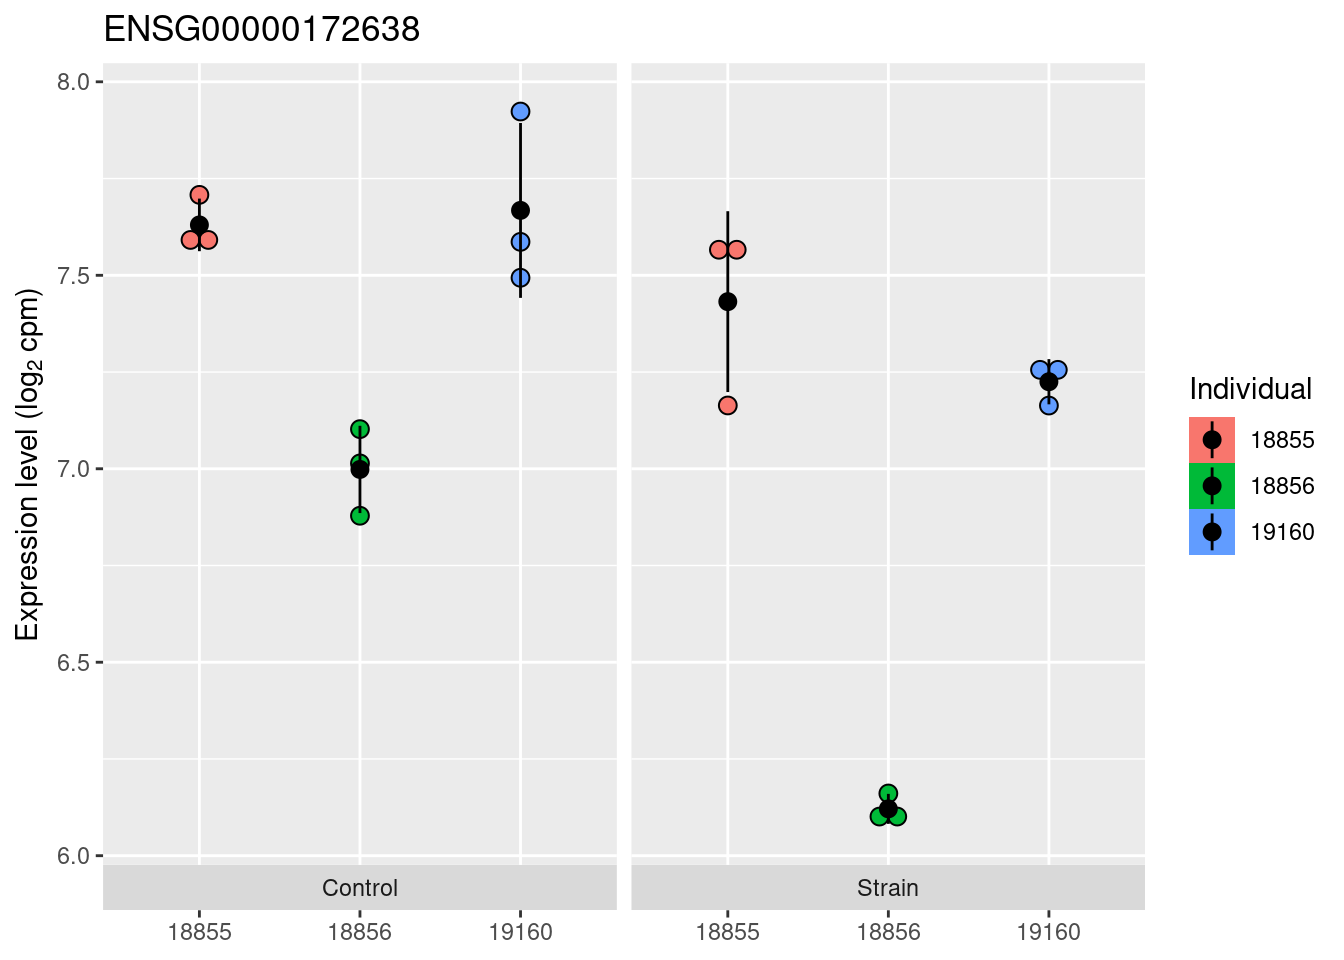 ENSG00000172638
Expression level (log₂ cpm)
8.0
7.5
7.0
6.5
6.0
Control
Strain
18855
18856
19160
18855
18856
19160
Individual
18855
18856
19160